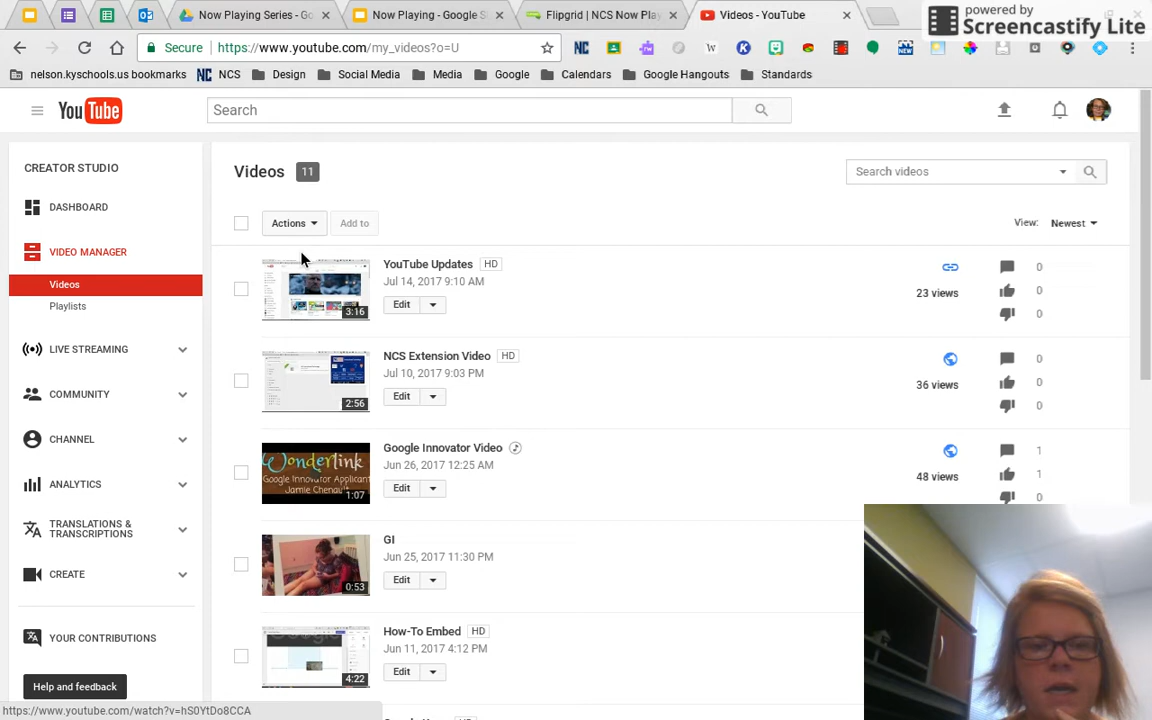 Now Playing Series - Go
Now Playing - Google S
Flipgrid | NCS Now Play
Videos - YouTube
powered by
Screencastify Lite
Secure
https://www.youtube.com/my_videos?o=U
nelson.kyschools.us bookmarks
NCS
Design
Social Media
Media
Google
Calendars
Google Hangouts
Standards
YouTube
Search
CREATOR STUDIO
DASHBOARD
VIDEO MANAGER
Videos
Playlists
LIVE STREAMING
COMMUNITY
CHANNEL
ANALYTICS
TRANSLATIONS &
TRANSCRIPTIONS
CREATE
YOUR CONTRIBUTIONS
Help and feedback
Videos 11
Search videos
Actions
Add to
View: Newest
YouTube Updates HD
Jul 14, 2017 9:10 AM
Edit
3:16
23 views
0
0
0
NCS Extension Video HD
Jul 10, 2017 9:03 PM
Edit
2:56
36 views
0
0
0
Google Innovator Video
Jun 26, 2017 12:25 AM
Edit
Wonderlink
Google Innovator Applicant
Jamie Chenault
1:07
48 views
1
1
0
GI
Jun 25, 2017 11:30 PM
Edit
0:53
How-To Embed HD
Jun 11, 2017 4:12 PM
Edit
4:22
https://www.youtube.com/watch?v=hS0YtDo8CCA